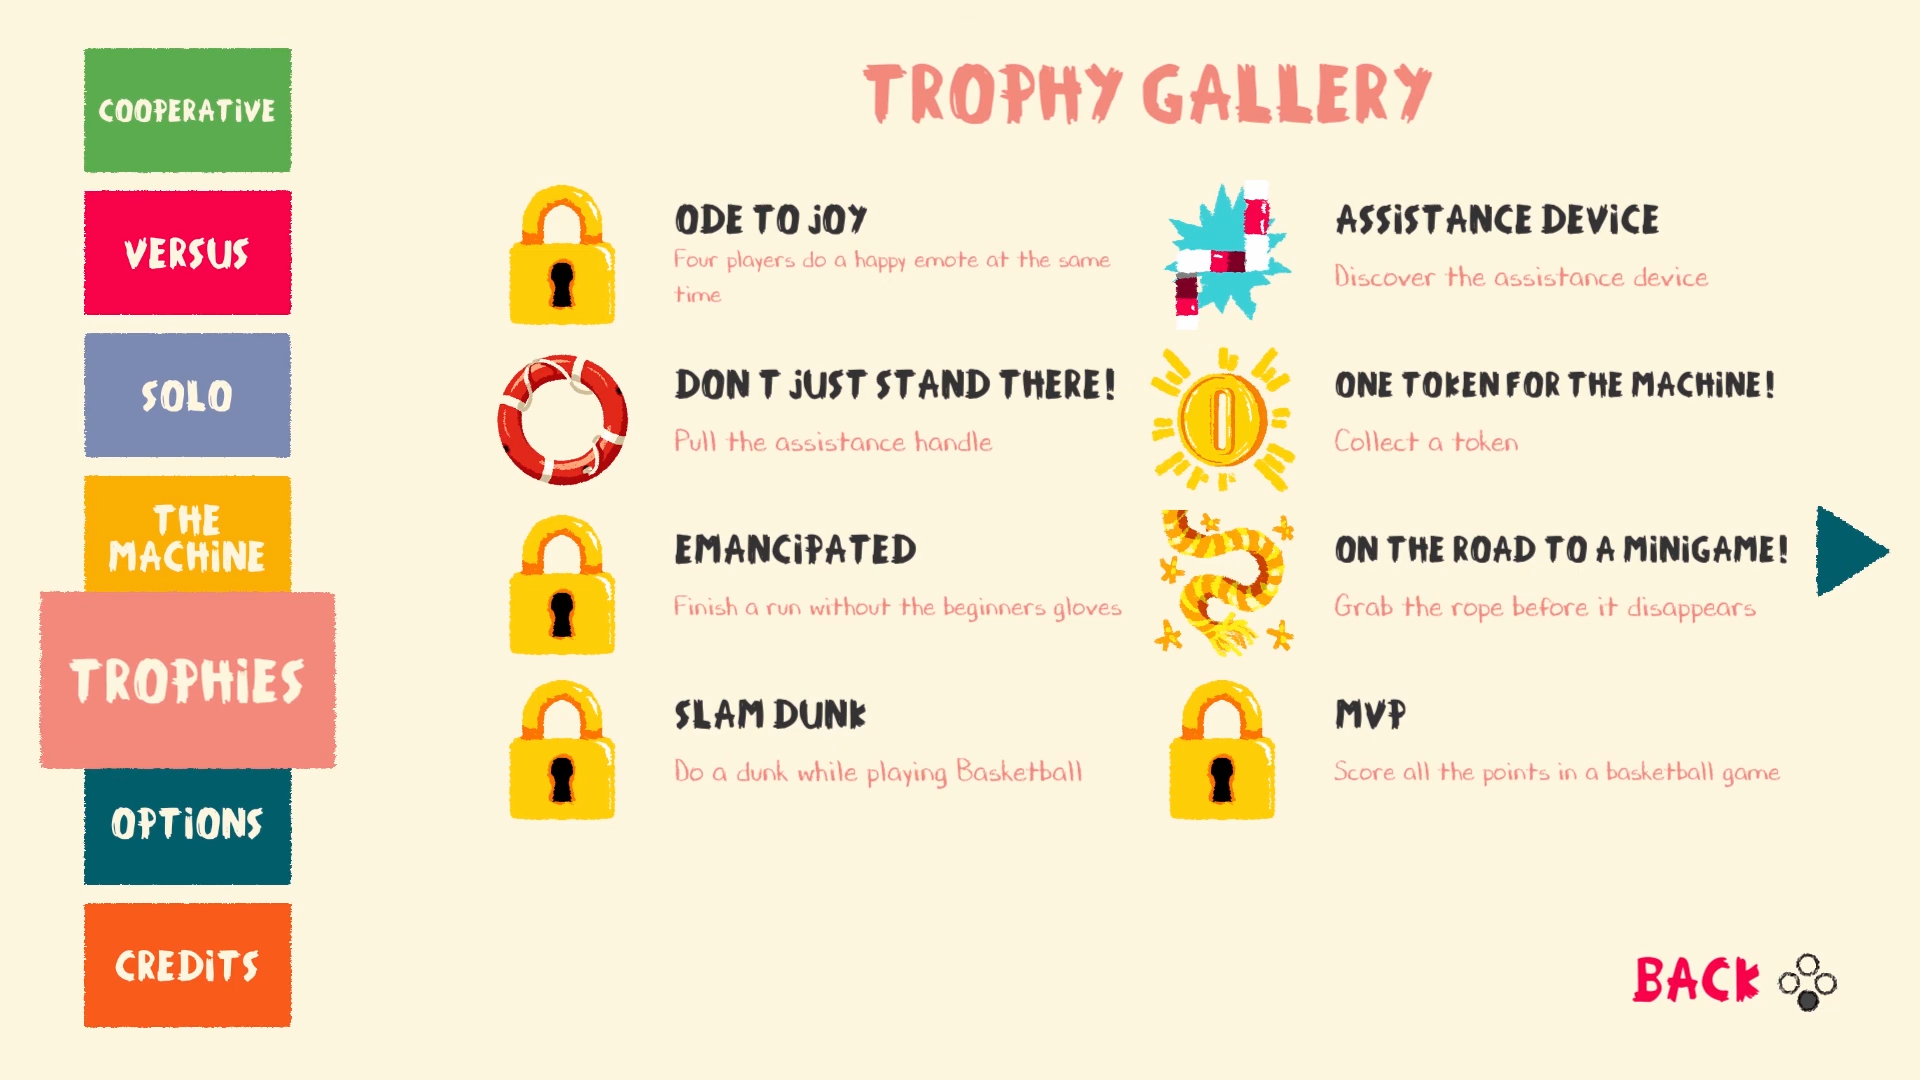 COOPERATIVE
VERSUS
SOLO
THE
MACHINE
TROPHIES
OPTIONS
CREDITS
TROPHY GALLERY
ODE TO JOY
Four players do a happy emote at the same
time
ASSISTANCE DEVICE
Discover the assistance device
DON T JUST STAND THERE!
Pull the assistance handle
ONE TOKEN FOR THE MACHINE!
Collect a token
EMANCIPATED
Finish a run without the beginners gloves
ON THE ROAD TO A MINIGAME!
Grab the rope before it disappears
SLAM DUNK
Do a dunk while playing Basketball
MVP
Score all the points in a basketball game
BACK